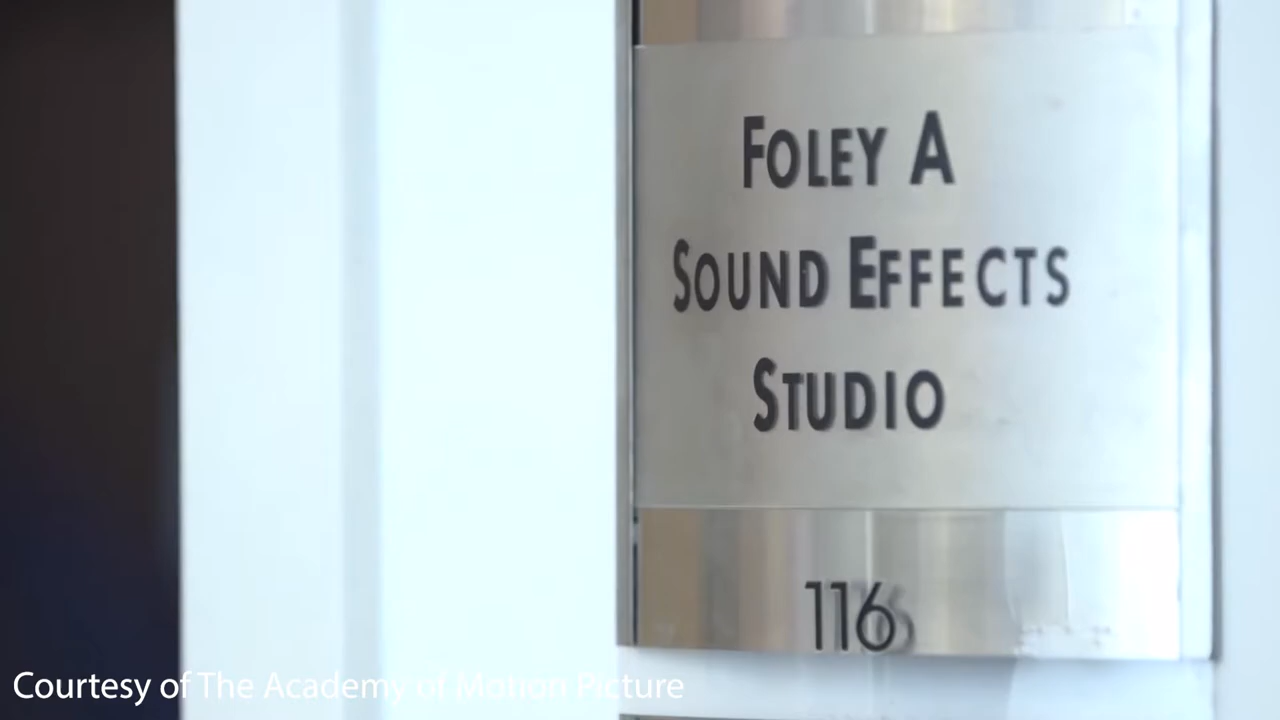 FOLEY A
SOUND EFFECTS
STUDIO
116
Courtesy of The Academy of Motion Picture